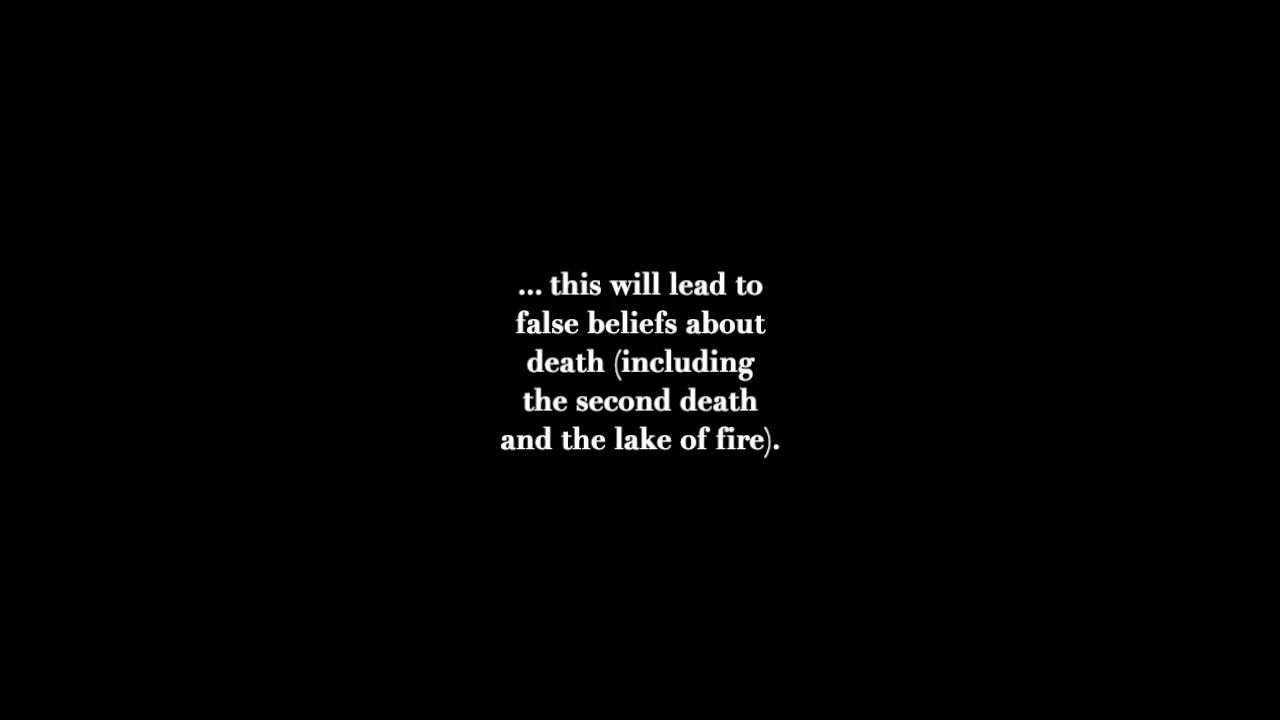 ... this will lead to
false beliefs about
death (including
the second death
and the lake of fire).